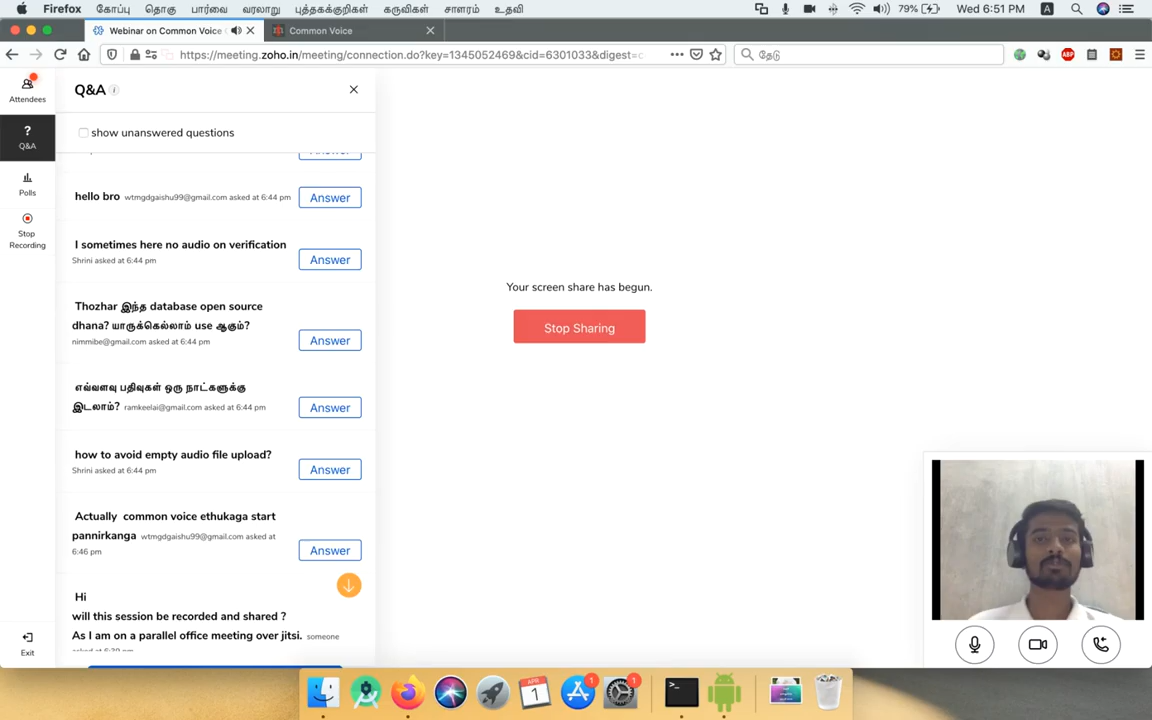 Firefox கோப்பு தொகு பார்வை வரலாறு புத்தகக்குறிகள் கருவிகள் சாளரம் உதவி 79% Wed 6:51 PM A
Webinar on Common Voice Common Voice
https://meeting.zoho.in/meeting/connection.do?key=1345052469&cid=6301033&digest=c தேடு ABP
Attendees
Q&A
Polls
Stop
Recording
Exit
Q&A
show unanswered questions
hello bro wtmgdgaishu99@gmail.com asked at 6:44 pm Answer
I sometimes here no audio on verification
Shrini asked at 6:44 pm Answer
Thozhar இந்த database open source
dhana? யாருக்கெல்லாம் use ஆகும்?
nimmibe@gmail.com asked at 6:44 pm Answer
எவ்வளவு பதிவுகள் ஒரு நாட்களுக்கு
இடலாம்? ramkeelai@gmail.com asked at 6:44 pm Answer
how to avoid empty audio file upload?
Shrini asked at 6:44 pm Answer
Actually common voice ethukaga start
pannirkanga wtmgdgaishu99@gmail.com asked at
6:46 pm Answer
Hi
will this session be recorded and shared ?
As I am on a parallel office meeting over jitsi. someone
Your screen share has begun.
Stop Sharing
APR
1
1
1